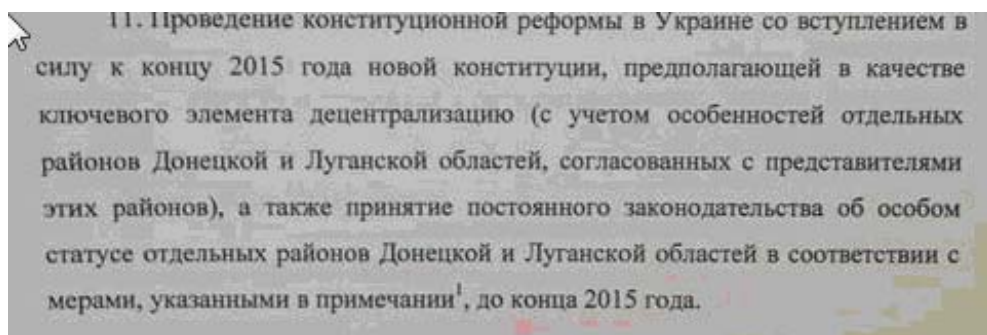 11. Проведение конституционной реформы в Украине со вступлением в
силу к концу 2015 года новой конституции, предполагающей в качестве
ключевого элемента децентрализацию (с учетом особенностей отдельных
районов Донецкой и Луганской областей, согласованных с представителями
этих районов), а также принятие постоянного законодательства об особом
статусе отдельных районов Донецкой и Луганской областей в соответствии с
мерами, указанными в примечании¹, до конца 2015 года.